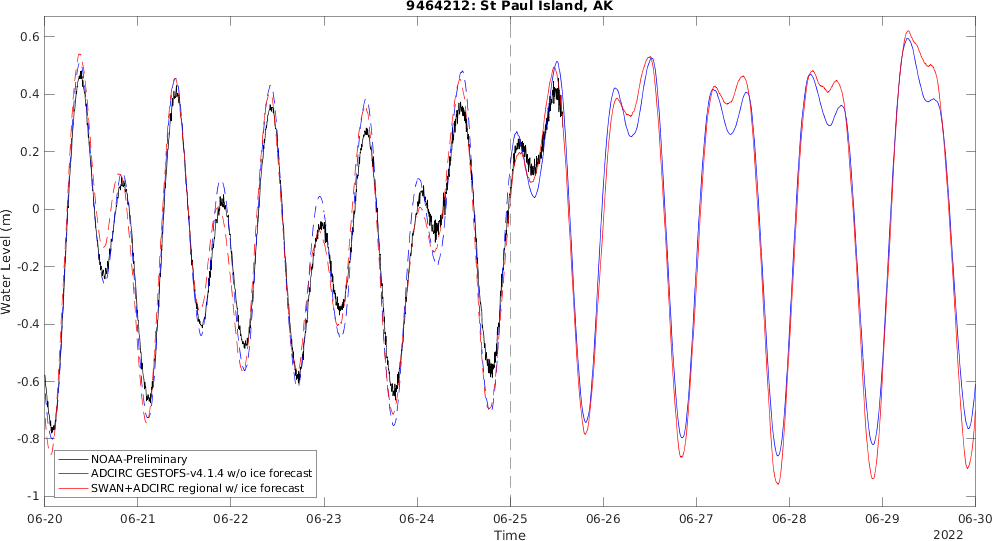 9464212: St Paul Island, AK
Water Level (m)
0.6
0.4
0.2
0
-0.2
-0.4
-0.6
-0.8
-1
NOAA-Preliminary
ADCIRC GESTOFS-v4.1.4 w/o ice forecast
SWAN+ADCIRC regional w/ ice forecast
06-20 06-21 06-22 06-23 06-24 06-25 06-26 06-27 06-28 06-29 06-30
Time
2022